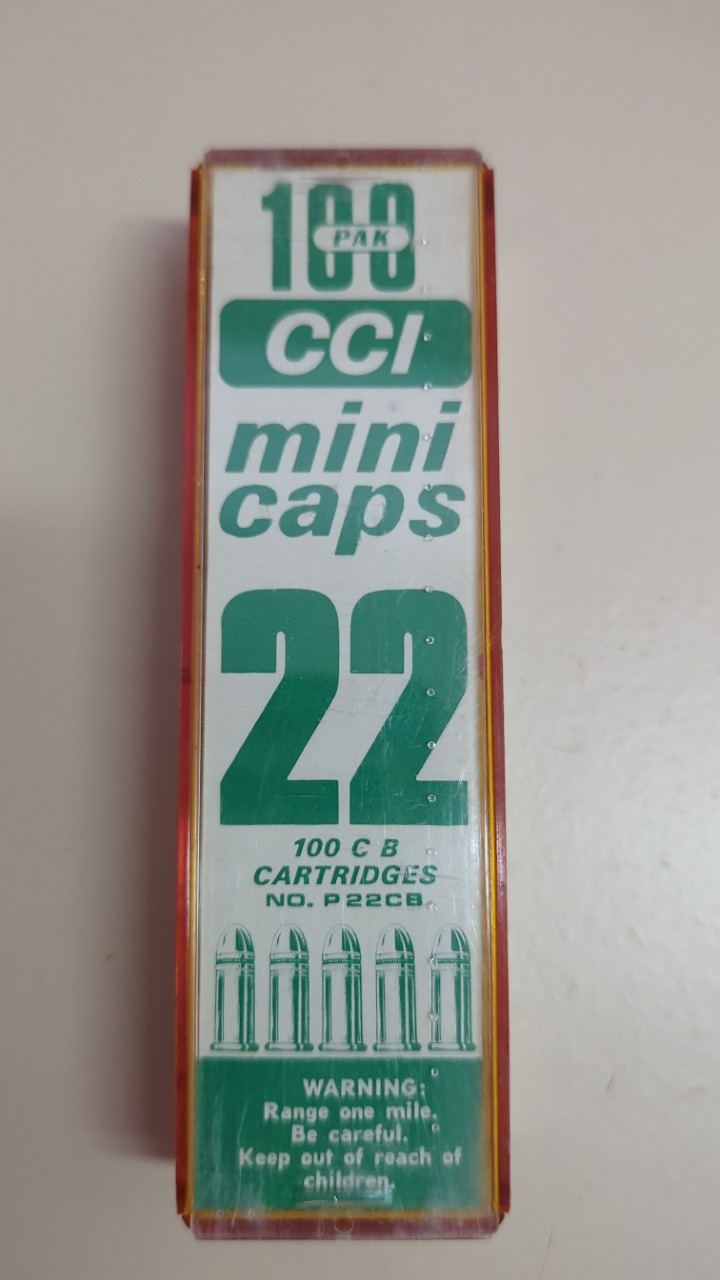 100
PAK
CCI
mini
caps
22
100 C B
CARTRIDGES
NO. P22CB
WARNING:
Range one mile.
Be careful.
Keep out of reach of
children.